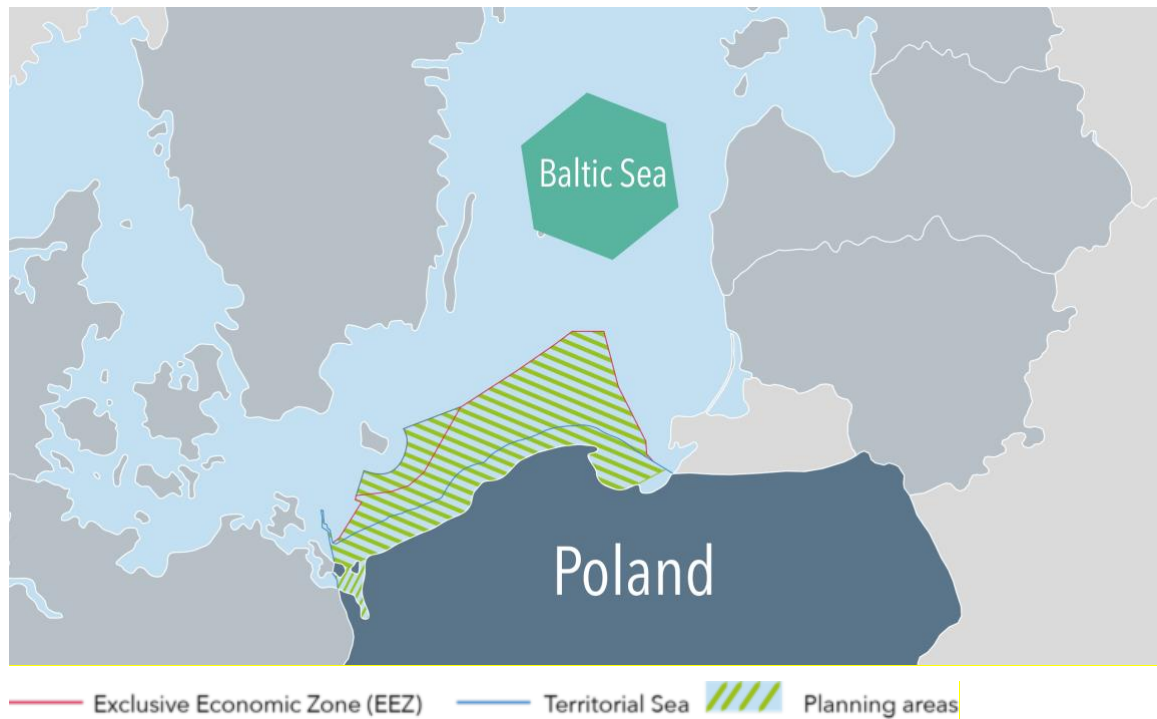 Baltic Sea
Poland
Exclusive Economic Zone (EEZ)
Territorial Sea
Planning areas